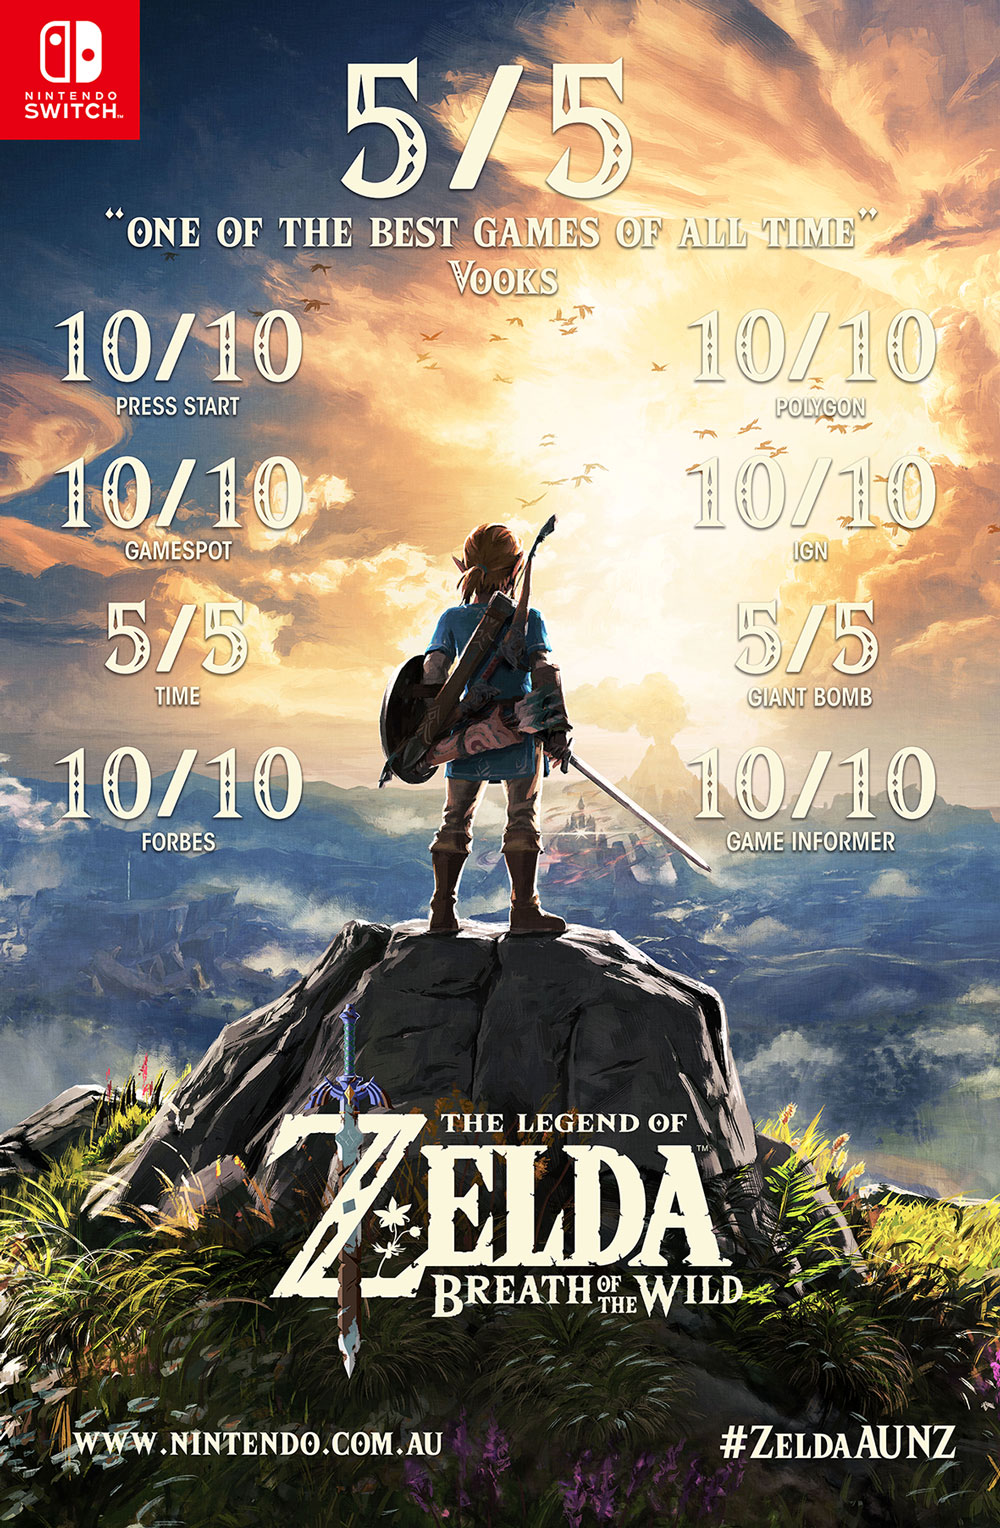 NINTENDO
SWITCH™
5/5
“ONE OF THE BEST GAMES OF ALL TIME”
VOOKS
10/10
PRESS START
10/10
POLYGON
10/10
GAMESPOT
10/10
IGN
5/5
TIME
5/5
GIANT BOMB
10/10
FORBES
10/10
GAME INFORMER
THE LEGEND OF
ZELDA™
BREATH OF THE WILD
WWW.NINTENDO.COM.AU
#ZELDAAUNZ